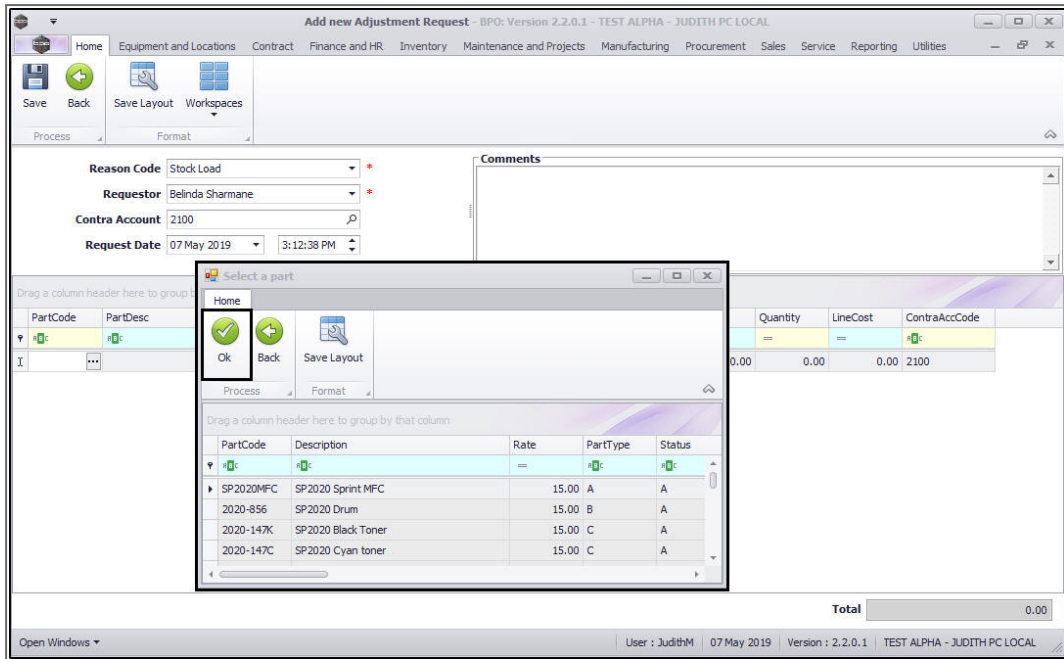 Add new Adjustment Request - BPO: Version 2.2.0.1 - TEST ALPHA - JUDITH PC LOCAL
Home Equipment and Locations Contract Finance and HR Inventory Maintenance and Projects Manufacturing Procurement Sales Service Reporting Utilities
Save Back Save Layout Workspaces
Process Format
Reason Code Stock Load *
Requestor Belinda Sharmane *
Contra Account 2100
Request Date 07 May 2019 3:12:38 PM
Comments
Drag a column header here to group b
PartCode PartDesc Quantity LineCost ContraAccCode
= =
0.00 0.00 0.00 2100
Select a part
Home
Ok Back Save Layout
Process Format
Drag a column header here to group by that column
PartCode Description Rate PartType Status
=
SP2020MFC SP2020 Sprint MFC 15.00 A A
2020-856 SP2020 Drum 15.00 B A
2020-147K SP2020 Black Toner 15.00 C A
2020-147C SP2020 Cyan toner 15.00 C A
Total 0.00
Open Windows User : JudithM 07 May 2019 Version : 2.2.0.1 TEST ALPHA - JUDITH PC LOCAL